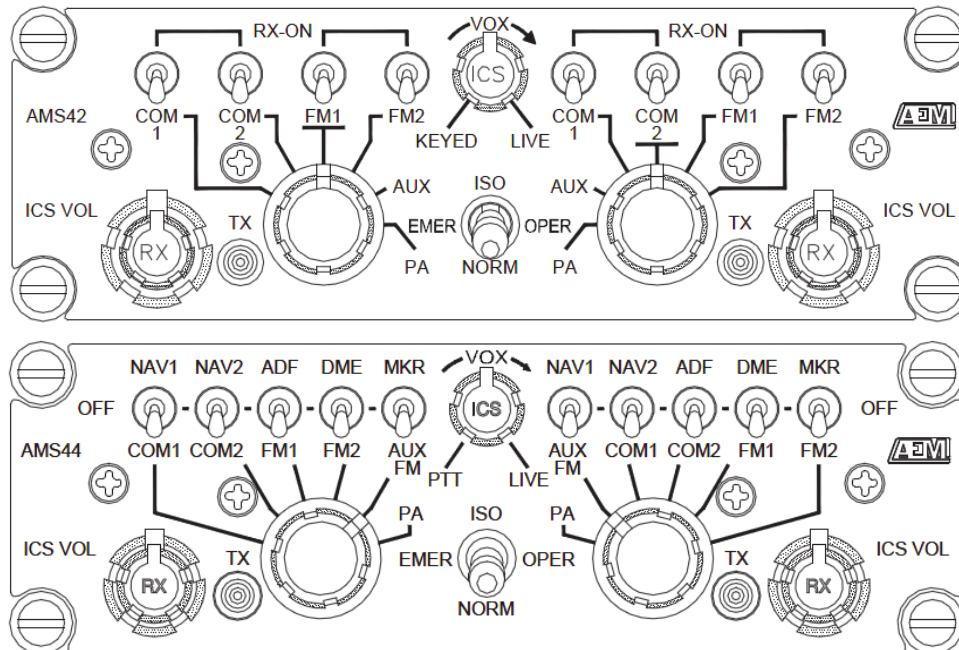 RX-ON VOX RX-ON
ICS
AMS42 COM 1 COM 2 FM1 FM2 KEYED LIVE COM 1 COM 2 FM1 FM2 AEM
AUX ISO AUX
ICS VOL TX EMER OPER TX ICS VOL
RX PA NORM PA RX
NAV1 NAV2 ADF DME MKR VOX NAV1 NAV2 ADF DME MKR
OFF ICS OFF
AMS44 COM1 COM2 FM1 FM2 AUX FM PTT LIVE AUX FM COM1 COM2 FM1 FM2 AEM
PA ISO PA
ICS VOL TX EMER OPER TX ICS VOL
RX NORM RX